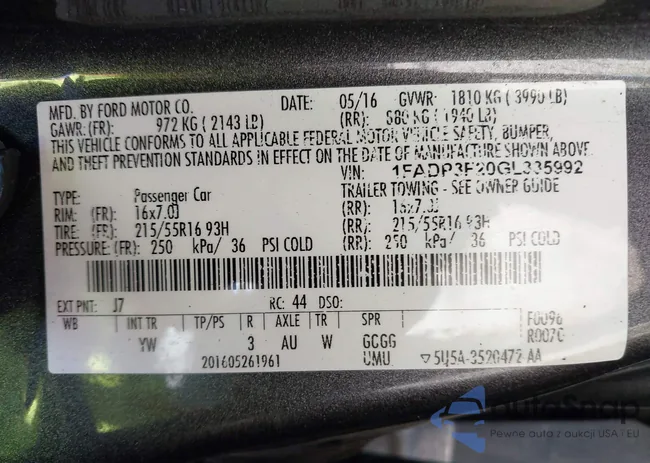 MFD. BY FORD MOTOR CO. DATE: 05/16 GVWR: 1810 KG ( 3990 LB)
GAWR: (FR): 972 KG ( 2143 LB) (RR): 880 KG ( 1940 LB)
THIS VEHICLE CONFORMS TO ALL APPLICABLE FEDERAL MOTOR VEHICLE SAFETY, BUMPER,
AND THEFT PREVENTION STANDARDS IN EFFECT ON THE DATE OF MANUFACTURE SHOWN ABOVE.
VIN: 1FADP3F20GL335992
TYPE: Passenger Car TRAILER TOWING - SEE OWNER GUIDE
RIM: (FR): 16x7.0J (RR): 16x7.0J
TIRE: (FR): 215/55R16 93H (RR): 215/55R16 93H
PRESSURE: (FR): 250 kPa/ 36 PSI COLD (RR): 250 kPa/ 36 PSI COLD
EXT PNT: J7 RC: 44 DSO:
WB INT TR TP/PS R AXLE TR SPR F0096
YW 3 AU W GCGG R0070
201605261961 UMU ▽5U5A-3520472 AA
autoSnap
Pewne auta z aukcji USA i EU